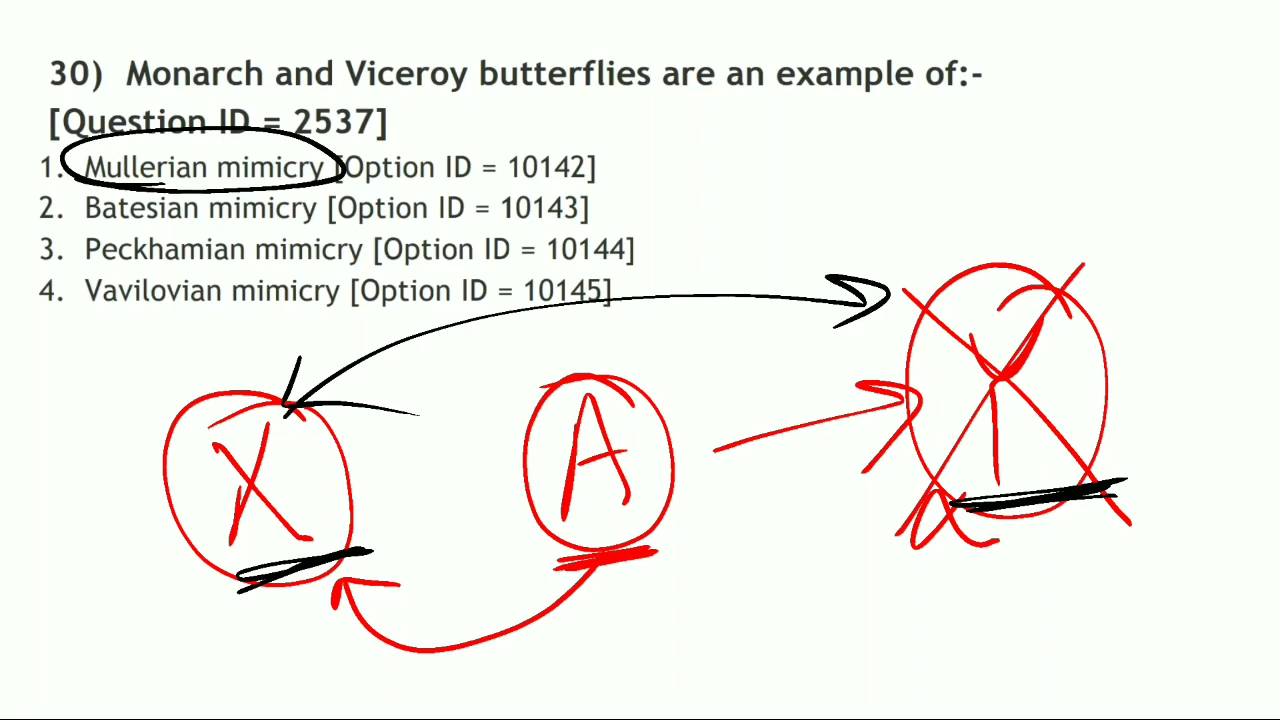 30) Monarch and Viceroy butterflies are an example of:-
[Question ID = 2537]
1. Mullerian mimicry [Option ID = 10142]
2. Batesian mimicry [Option ID = 10143]
3. Peckhamian mimicry [Option ID = 10144]
4. Vavilovian mimicry [Option ID = 10145]
X A Y